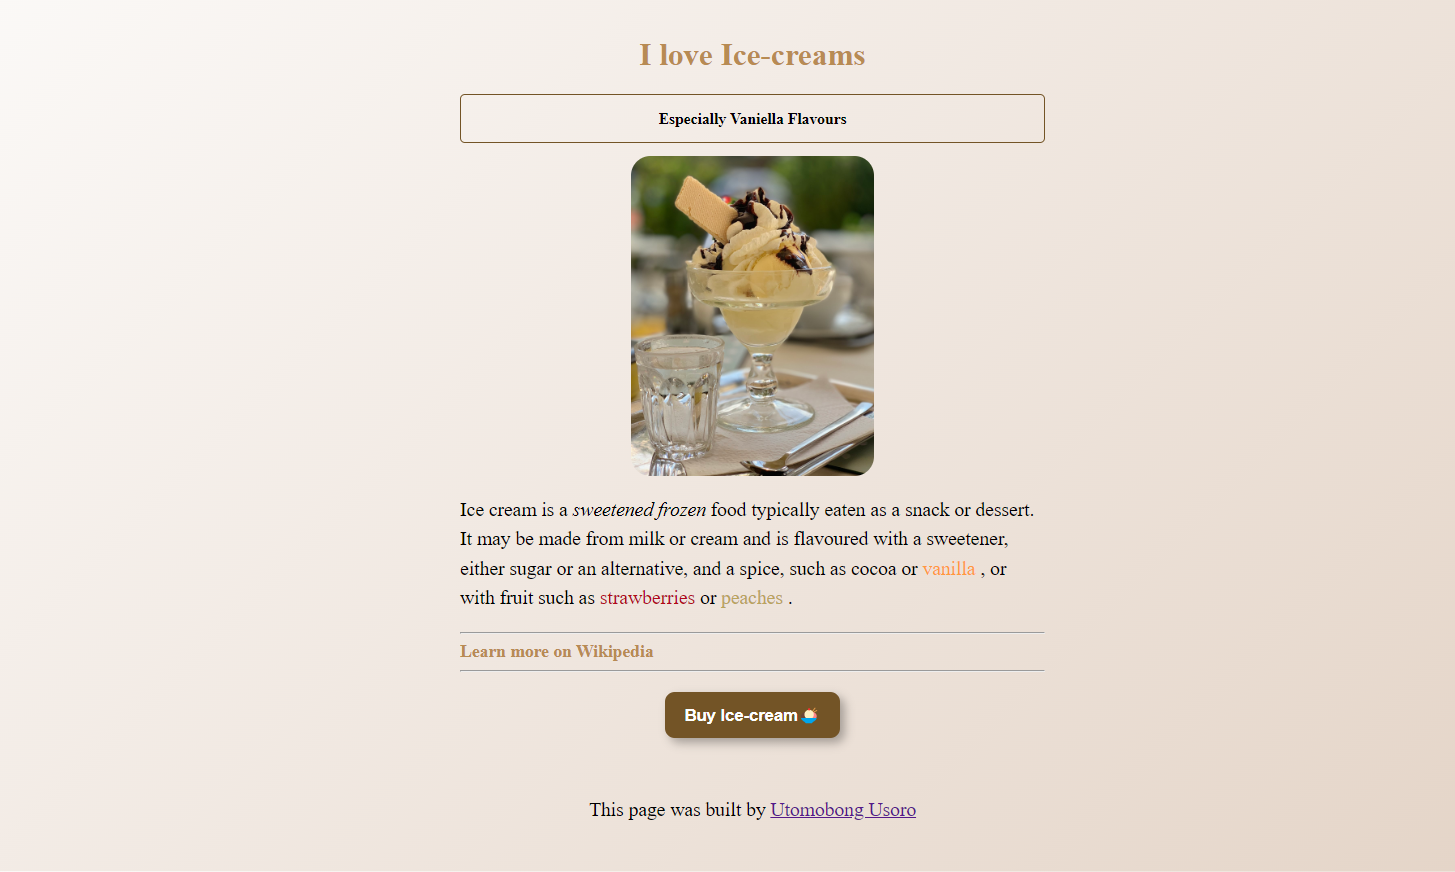 I love Ice-creams
Especially Vaniella Flavours
Ice cream is a sweetened frozen food typically eaten as a snack or dessert.
It may be made from milk or cream and is flavoured with a sweetener,
either sugar or an alternative, and a spice, such as cocoa or vanilla , or
with fruit such as strawberries or peaches .
Learn more on Wikipedia
Buy Ice-cream🍧
This page was built by Utomobong Usoro